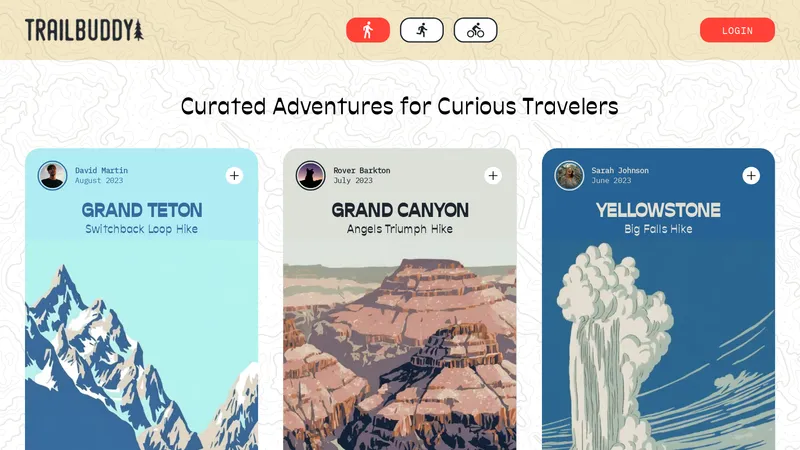 TRAILBUDDY
LOGIN
Curated Adventures for Curious Travelers
David Martin
August 2023
GRAND TETON
Switchback Loop Hike
Rover Barkton
July 2023
GRAND CANYON
Angels Triumph Hike
Sarah Johnson
June 2023
YELLOWSTONE
Big Falls Hike